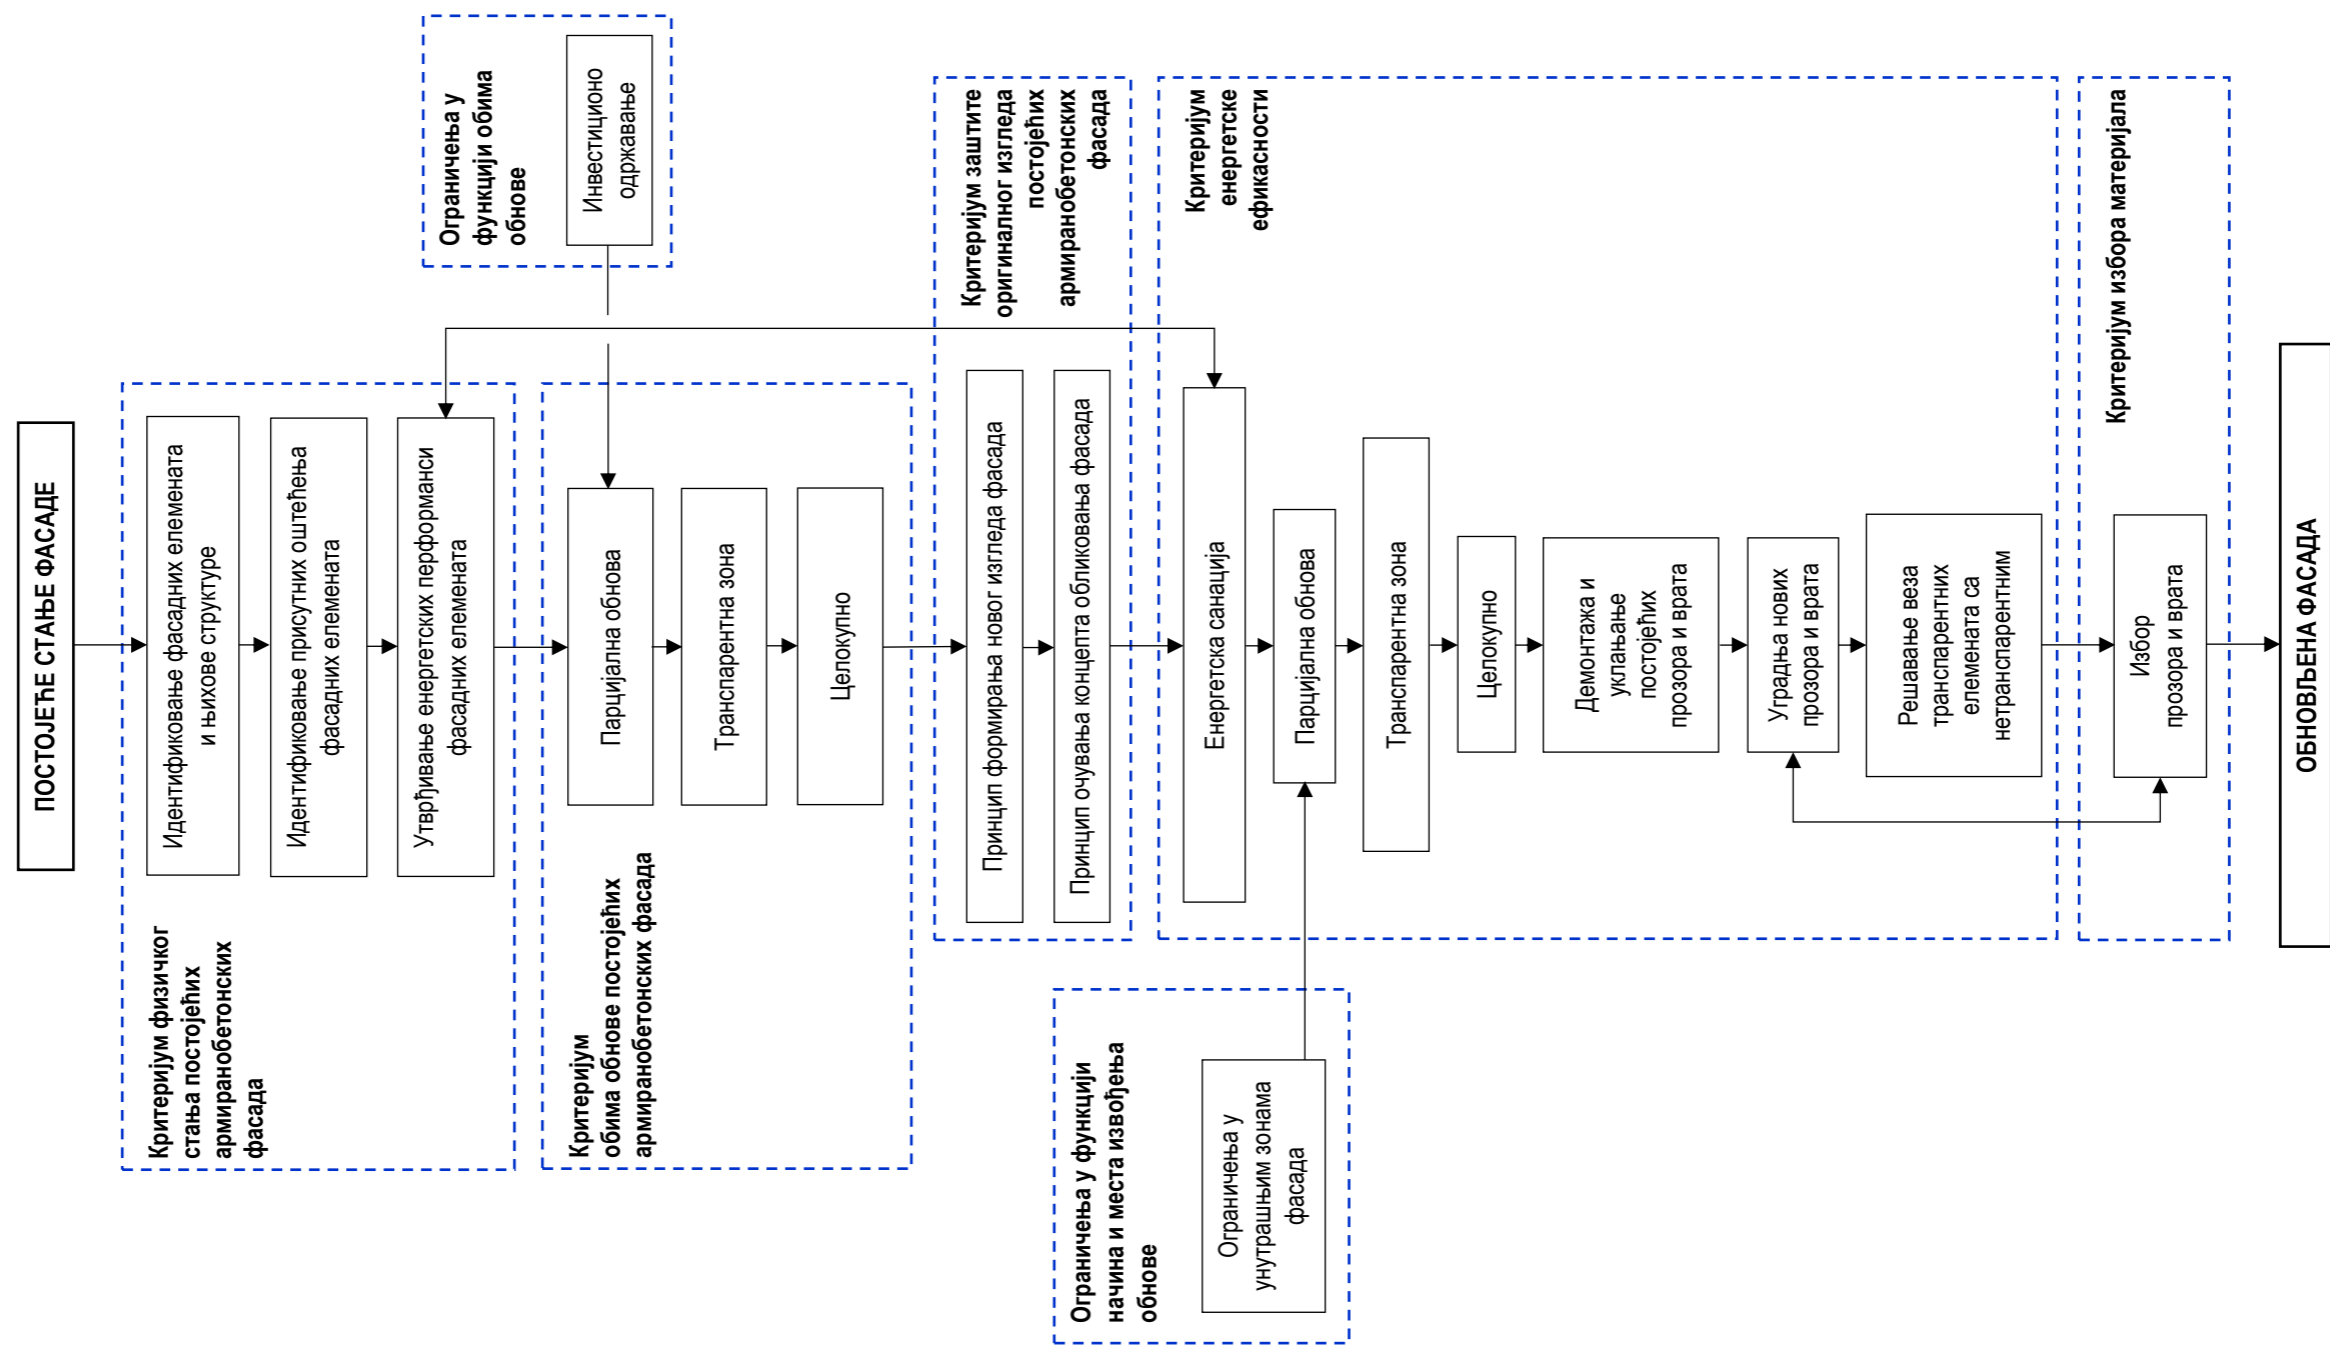 ПОСТОЈЕЋЕ СТАЊЕ ФАСАДЕ
Критеријум физичког
стања постојећих
армиранобетонских
фасада
Идентификовање фасадних елемената
и њихове структуре
Идентификовање присутних оштећења
фасадних елемената
Утврђивање енергетских перформанси
фасадних елемената
Ограничења у
функцији обима
обнове
Инвестиционо
одржавање
Критеријум
обима обнове постојећих
армиранобетонских фасада
Парцијална обнова
Транспарентна зона
Целокупно
Критеријум заштите
оригиналног изгледа
постојећих
армиранобетонских
фасада
Принцип формирања новог изгледа фасада
Принцип очувања концепта обликовања фасада
Критеријум
енергетске
ефикасности
Енергетска санација
Парцијална обнова
Транспарентна зона
Целокупно
Демонтажа и
уклањање
постојећих
прозора и врата
Уградња нових
прозора и врата
Решавање веза
транспарентних
елемената са
нетранспарентним
Ограничења у функцији
начина и места извођења
обнове
Ограничења у
унутрашњим зонама
фасада
Критеријум избора материјала
Избор
прозора и врата
ОБНОВЉЕНА ФАСАДА